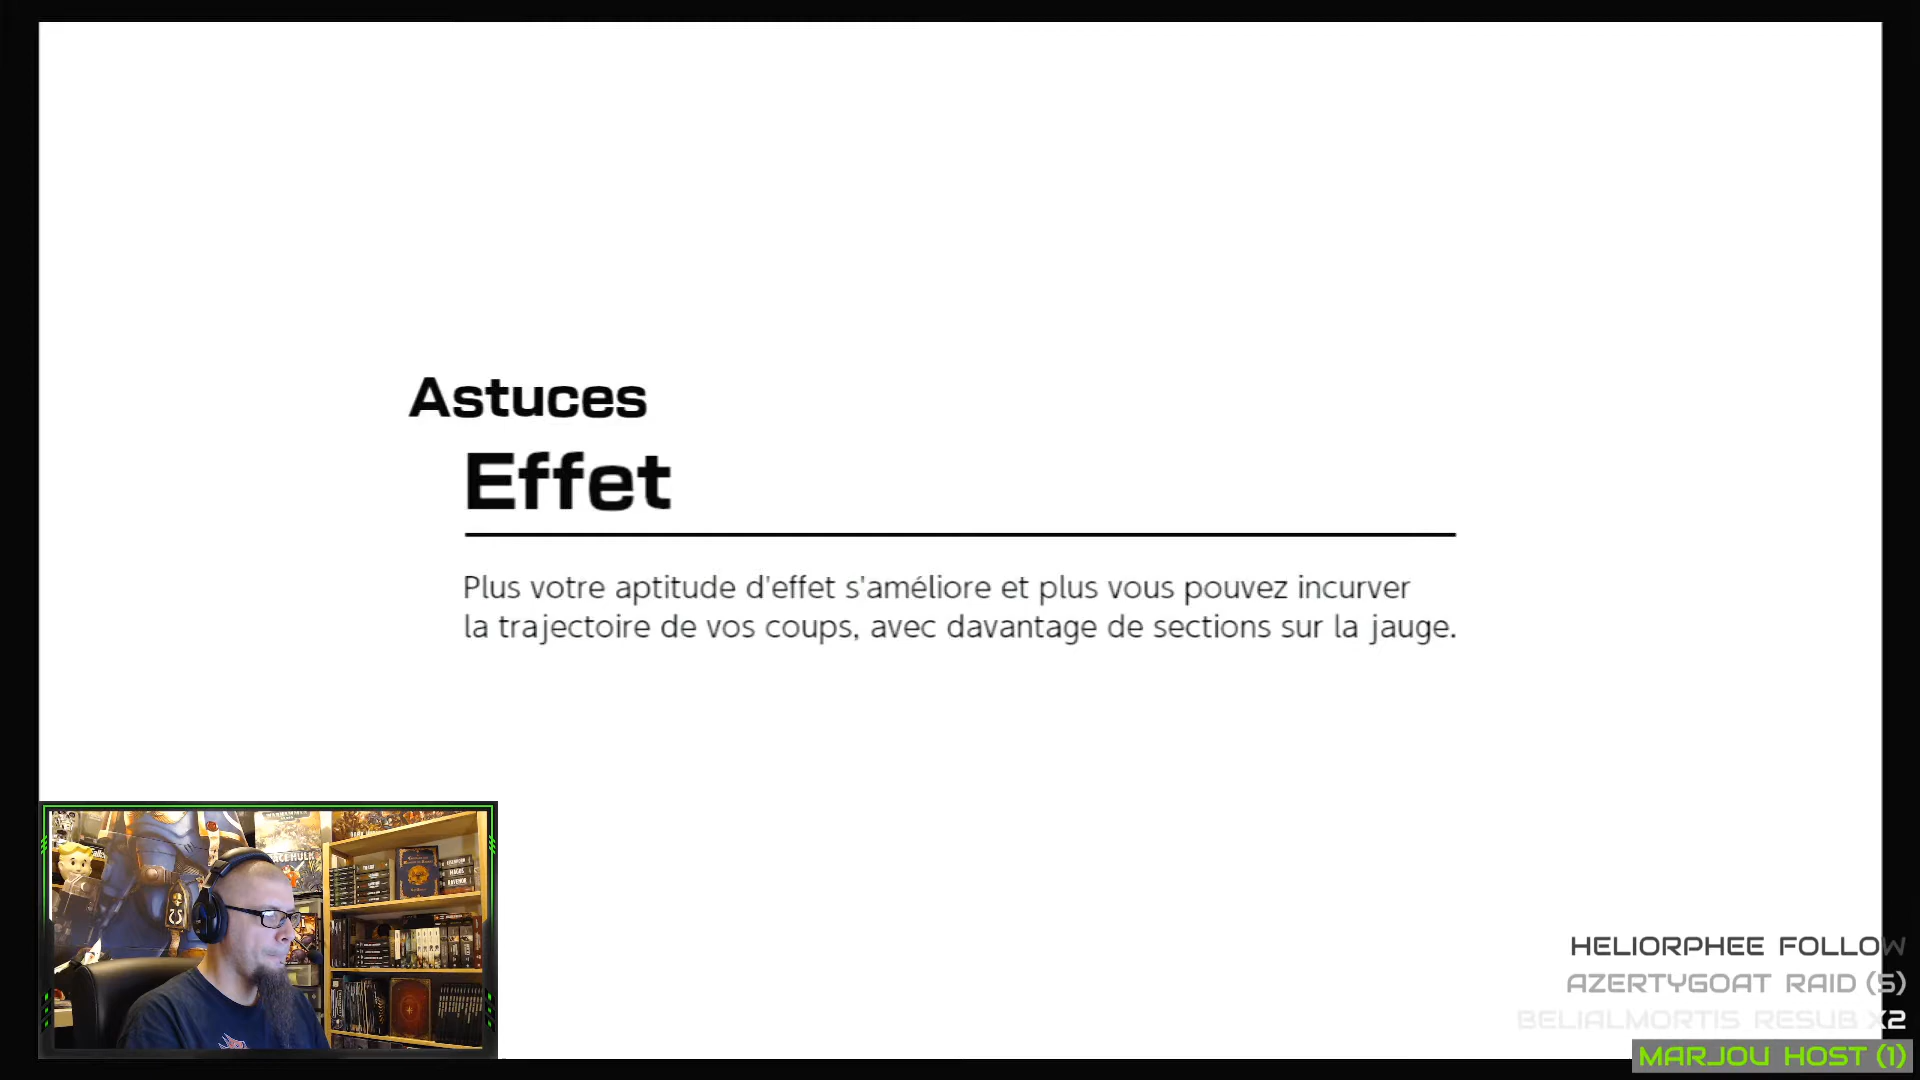 Astuces
Effet
Plus votre aptitude d'effet s'améliore et plus vous pouvez incurver
la trajectoire de vos coups, avec davantage de sections sur la jauge.
HELIORPHEE FOLLOW
AZERTYGOAT RAID (5)
BELIALMORTIS RESUB X2
MARJOU HOST (1)